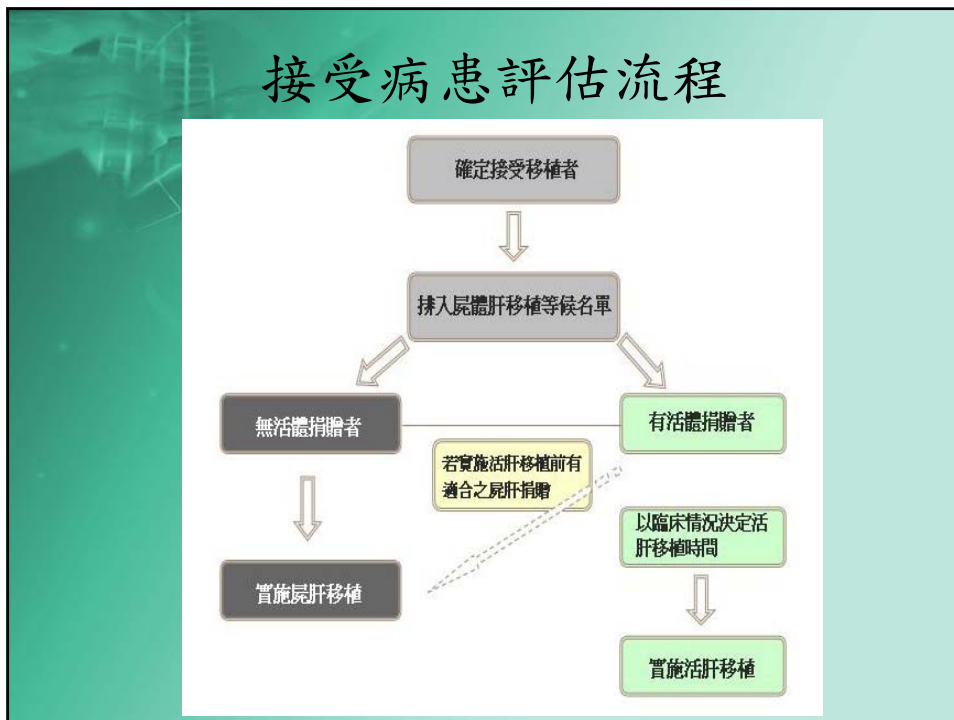 接受病患評估流程
確定接受移植者
排入屍體肝移植等候名單
無活體捐贈者
有活體捐贈者
若實施活肝移植前有
適合之屍肝捐贈
以臨床情況決定活
肝移植時間
實施屍肝移植
實施活肝移植